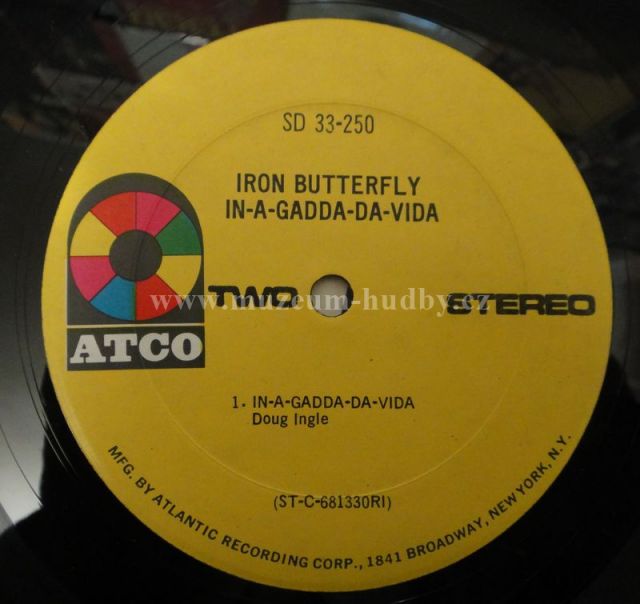 SD 33-250
IRON BUTTERFLY
IN-A-GADDA-DA-VIDA
TWO
STEREO
www.muzeum-hudby.cz
ATCO
1. IN-A-GADDA-DA-VIDA
Doug Ingle
(ST-C-681330RI)
MFG. BY ATLANTIC RECORDING CORP., 1841 BROADWAY, NEW YORK, N.Y.